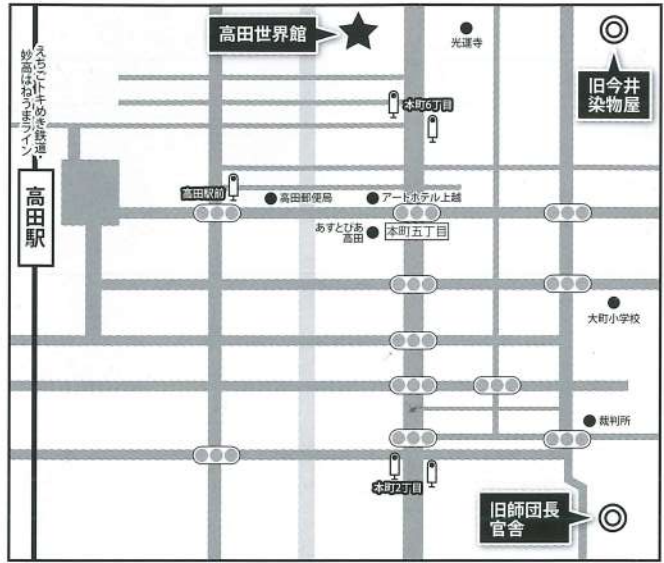 高田世界館
光運寺
旧今井
染物屋
えちごトキめき鉄道・
妙高はねうまライン
本町6丁目
高田駅
高田駅前
高田郵便局
アートホテル上越
あすとぴあ
高田
本町五丁目
大町小学校
裁判所
本町2丁目
旧師団長
官舎